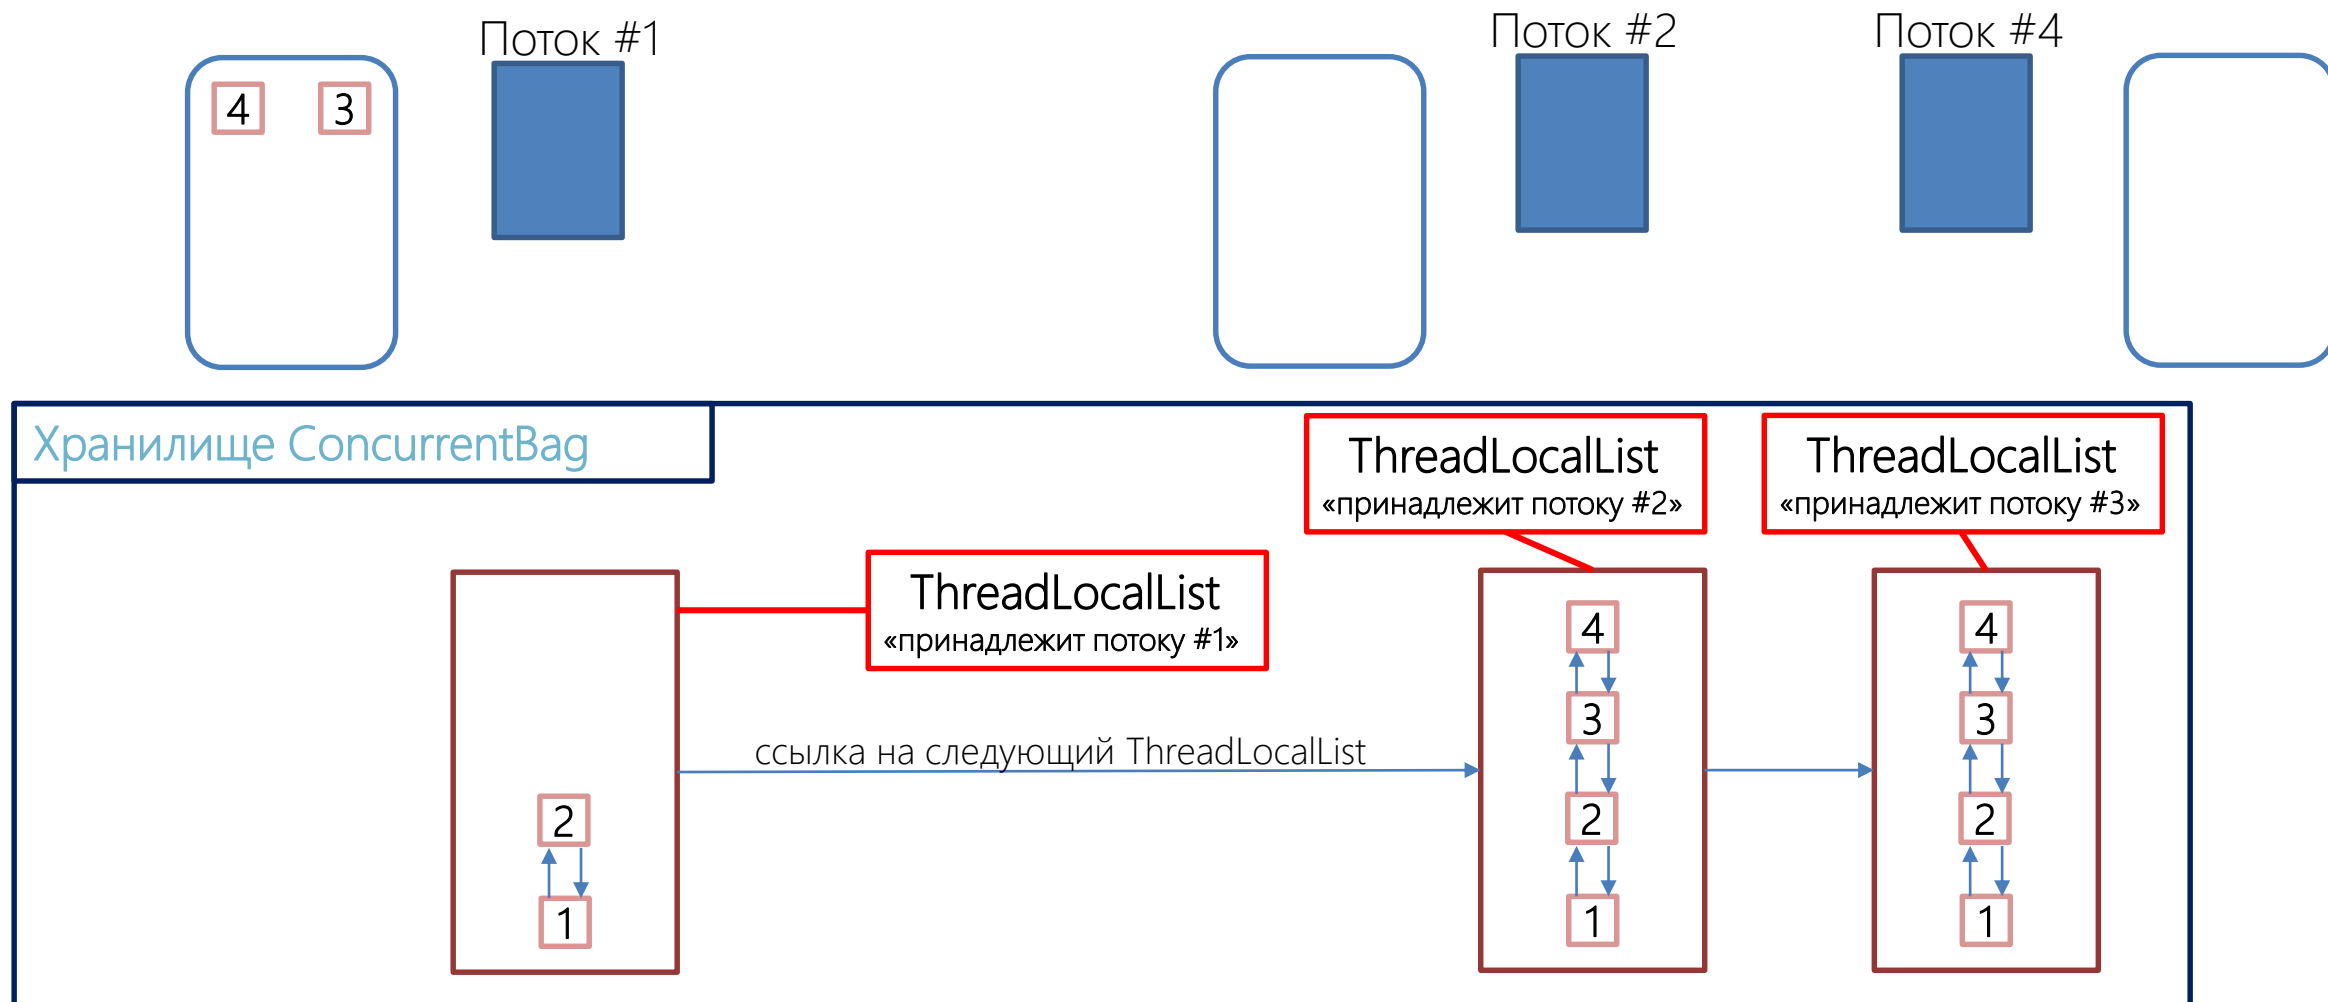 Поток #1
Поток #2
Поток #4
4
3
Хранилище ConcurrentBag
ThreadLocalList
«принадлежит потоку #2»
ThreadLocalList
«принадлежит потоку #3»
ThreadLocalList
«принадлежит потоку #1»
ссылка на следующий ThreadLocalList
2
1
4
3
2
1
4
3
2
1